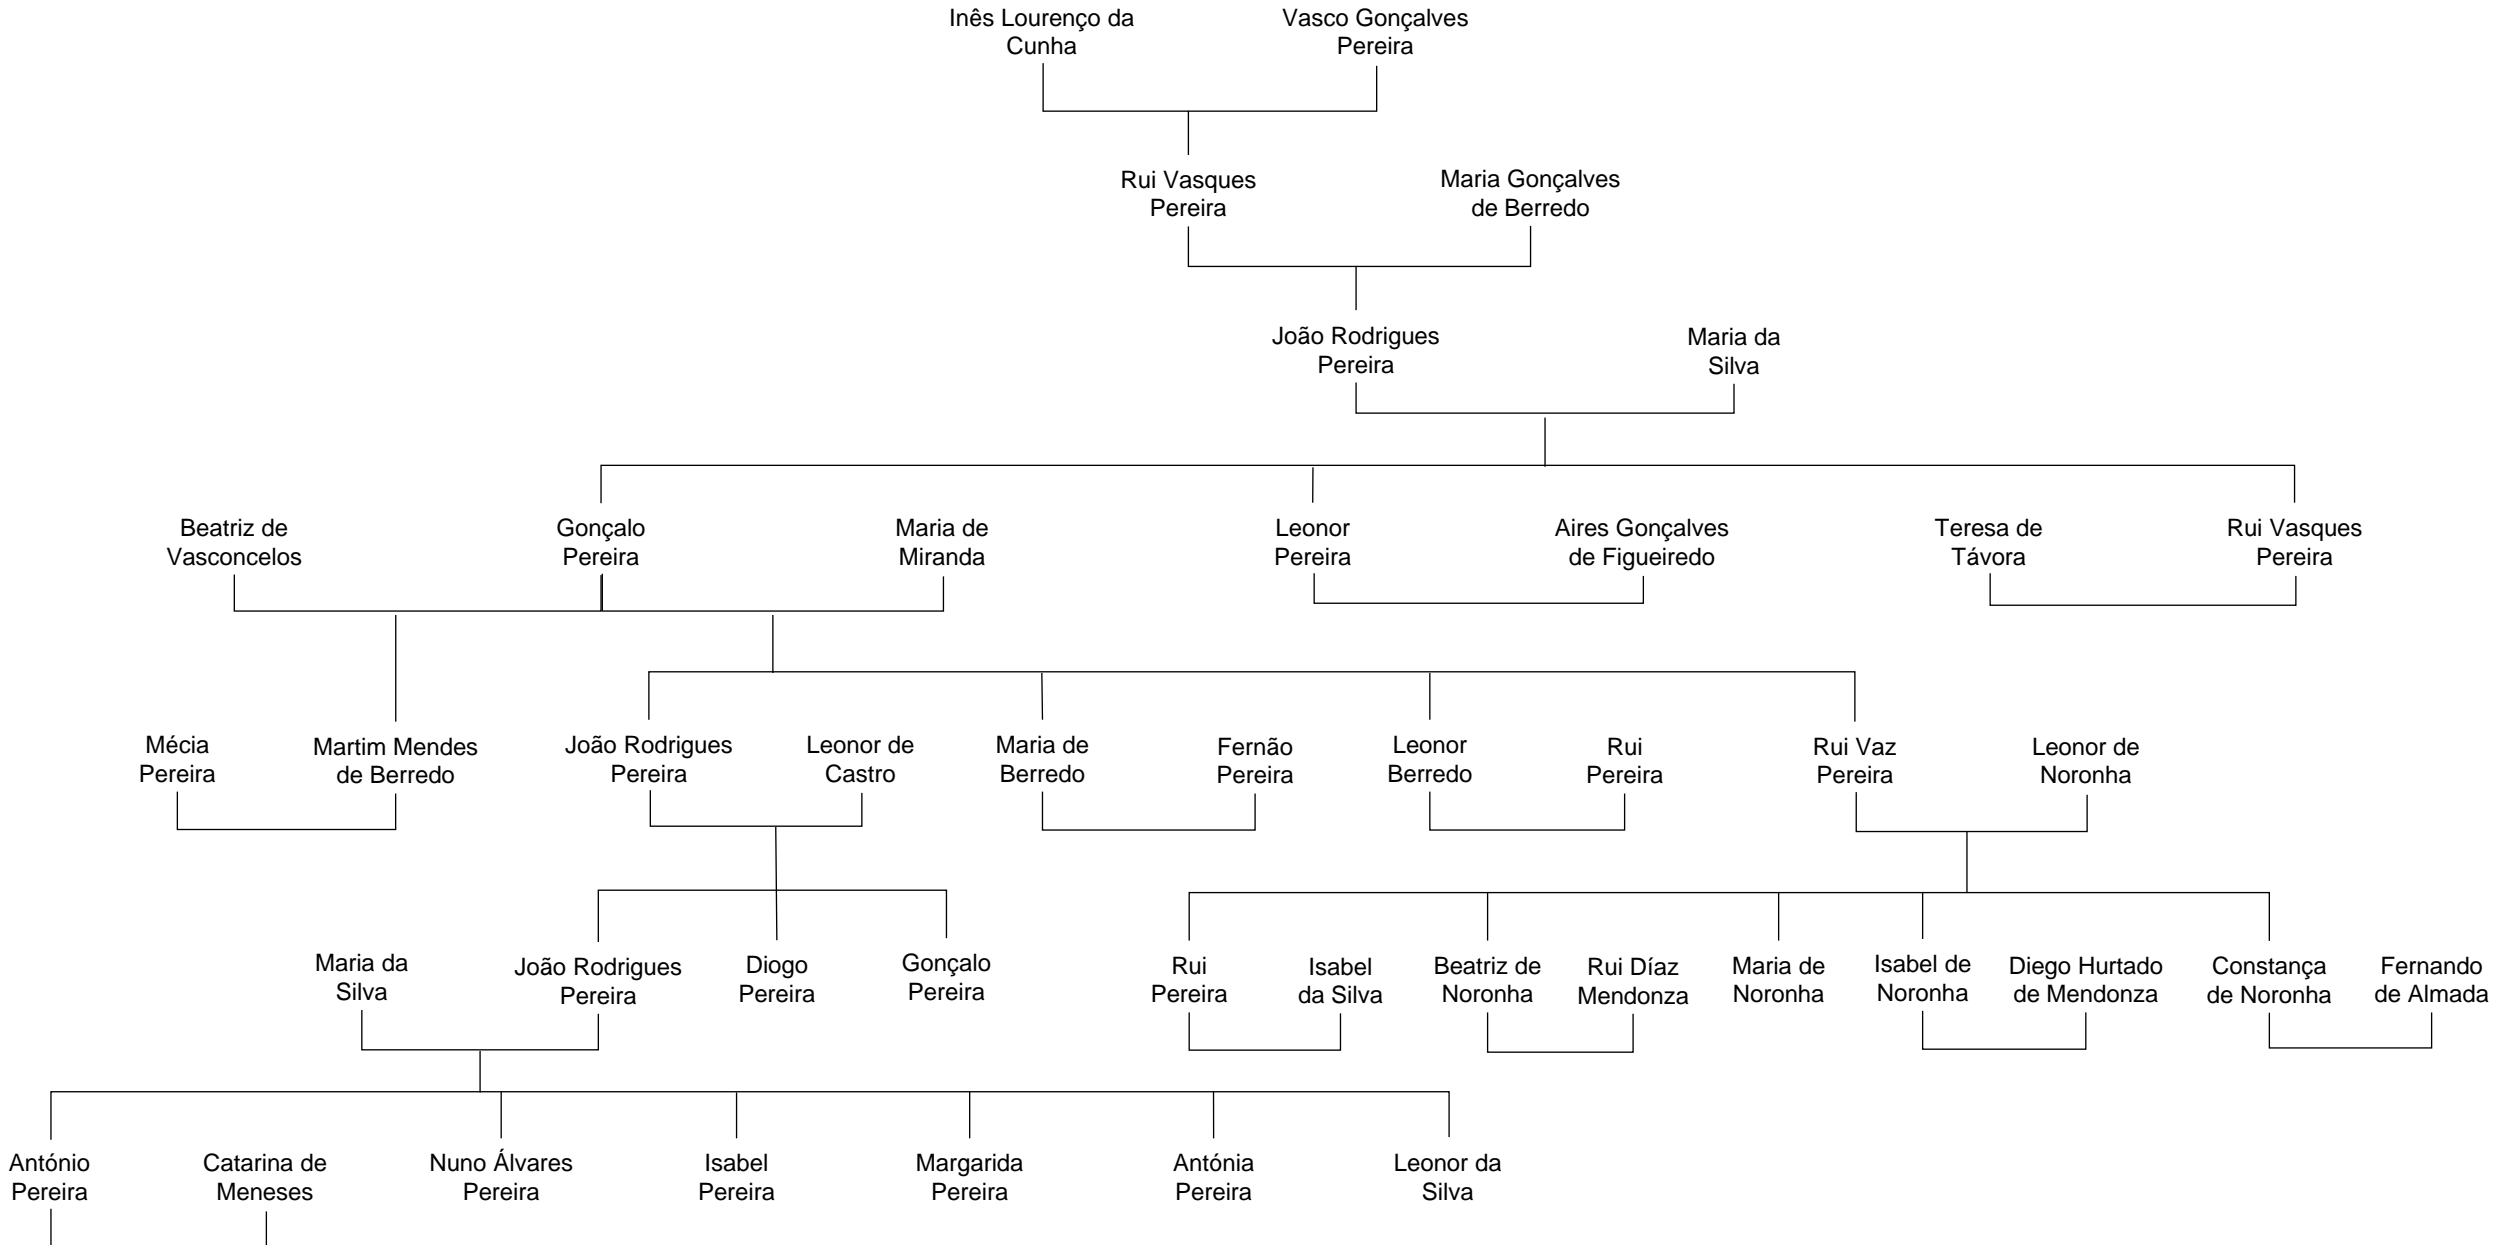 Inês Lourenço da
Cunha
Vasco Gonçalves
Pereira
Rui Vasques
Pereira
Maria Gonçalves
de Berredo
João Rodrigues
Pereira
Maria da
Silva
Beatriz de
Vasconcelos
Gonçalo
Pereira
Maria de
Miranda
Leonor
Pereira
Aires Gonçalves
de Figueiredo
Teresa de
Távora
Rui Vasques
Pereira
Mécia
Pereira
Martim Mendes
de Berredo
João Rodrigues
Pereira
Leonor de
Castro
Maria de
Berredo
Fernão
Pereira
Leonor
Berredo
Rui
Pereira
Rui Vaz
Pereira
Leonor de
Noronha
Maria da
Silva
João Rodrigues
Pereira
Diogo
Pereira
Gonçalo
Pereira
Rui
Pereira
Isabel
da Silva
Beatriz de
Noronha
Rui Díaz
Mendonza
Maria de
Noronha
Isabel de
Noronha
Diego Hurtado
de Mendonza
Constança
de Noronha
Fernando
de Almada
António
Pereira
Catarina de
Meneses
Nuno Álvares
Pereira
Isabel
Pereira
Margarida
Pereira
Antónia
Pereira
Leonor da
Silva